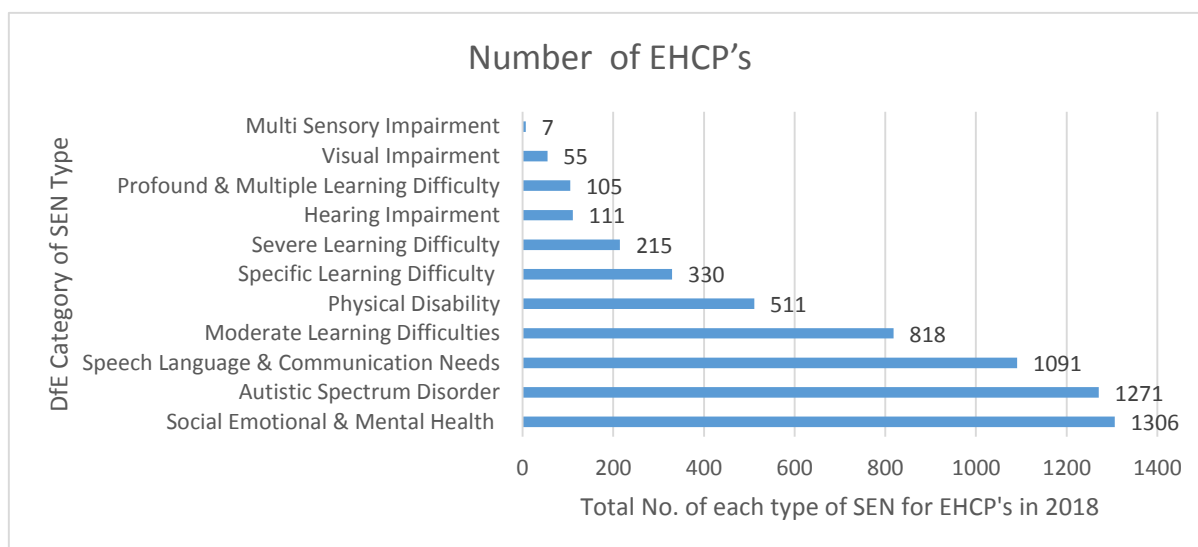 Number of EHCP’s
DfE Category of SEN Type
Multi Sensory Impairment 7
Visual Impairment 55
Profound & Multiple Learning Difficulty 105
Hearing Impairment 111
Severe Learning Difficulty 215
Specific Learning Difficulty 330
Physical Disability 511
Moderate Learning Difficulties 818
Speech Language & Communication Needs 1091
Autistic Spectrum Disorder 1271
Social Emotional & Mental Health 1306
0 200 400 600 800 1000 1200 1400
Total No. of each type of SEN for EHCP's in 2018